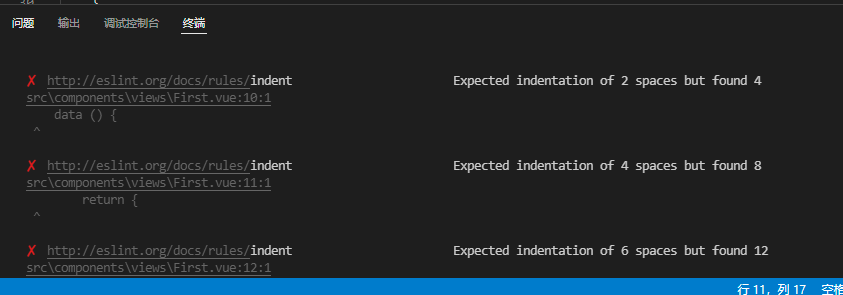 问题 输出 调试控制台 终端
✗ http://eslint.org/docs/rules/indent Expected indentation of 2 spaces but found 4
src\components\views\First.vue:10:1
data () {
^
✗ http://eslint.org/docs/rules/indent Expected indentation of 4 spaces but found 8
src\components\views\First.vue:11:1
return {
^
✗ http://eslint.org/docs/rules/indent Expected indentation of 6 spaces but found 12
src\components\views\First.vue:12:1
行 11，列 17 空格